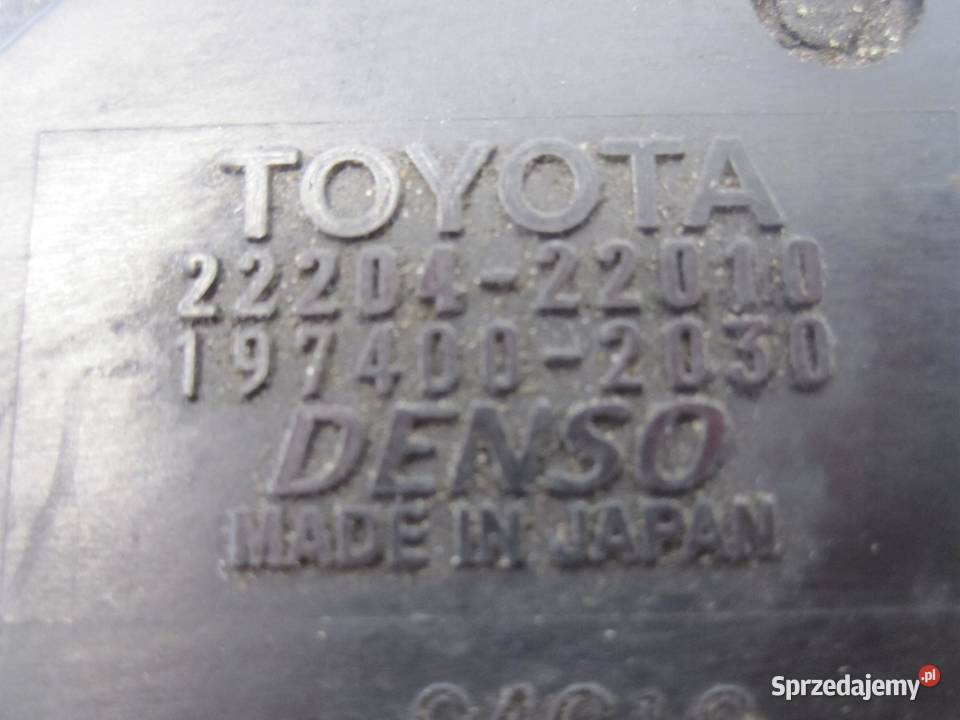 TOYOTA
22204-22010
197400-2030
DENSO
MADE IN JAPAN
Sprzedajemy.pl